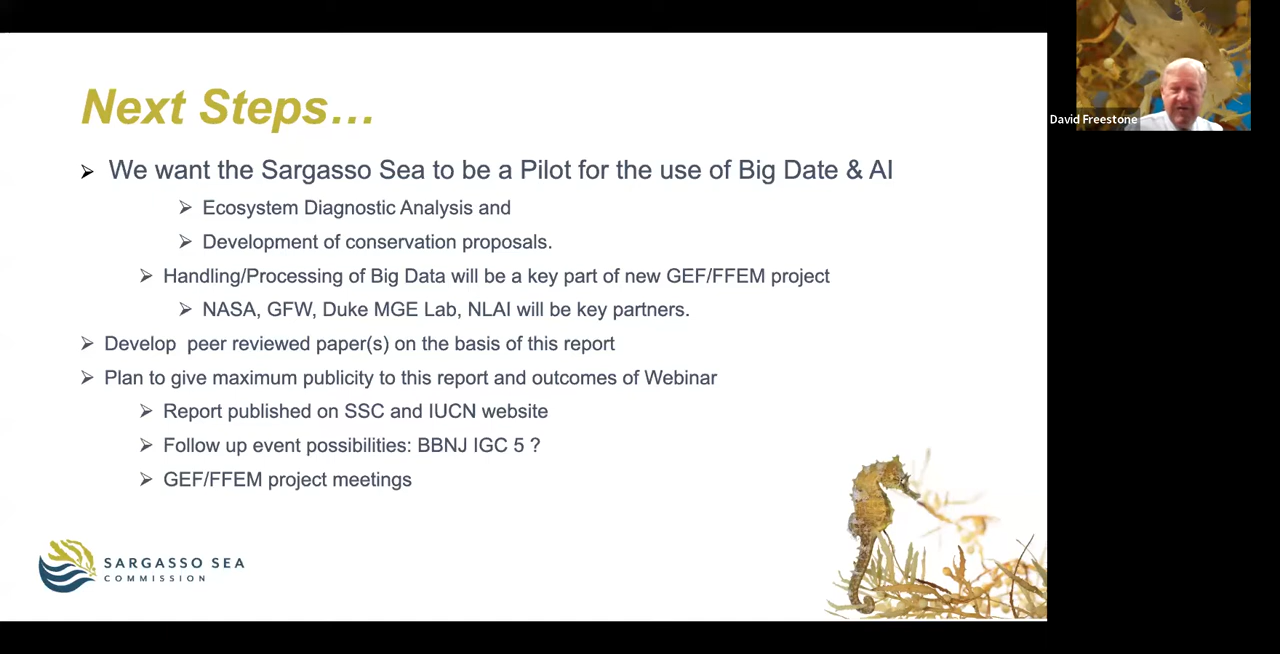 Next Steps...
We want the Sargasso Sea to be a Pilot for the use of Big Date & AI
Ecosystem Diagnostic Analysis and
Development of conservation proposals.
Handling/Processing of Big Data will be a key part of new GEF/FFEM project
NASA, GFW, Duke MGE Lab, NLAI will be key partners.
Develop peer reviewed paper(s) on the basis of this report
Plan to give maximum publicity to this report and outcomes of Webinar
Report published on SSC and IUCN website
Follow up event possibilities: BBNJ IGC 5 ?
GEF/FFEM project meetings
SARGASSO SEA
COMMISSION
David Freestone